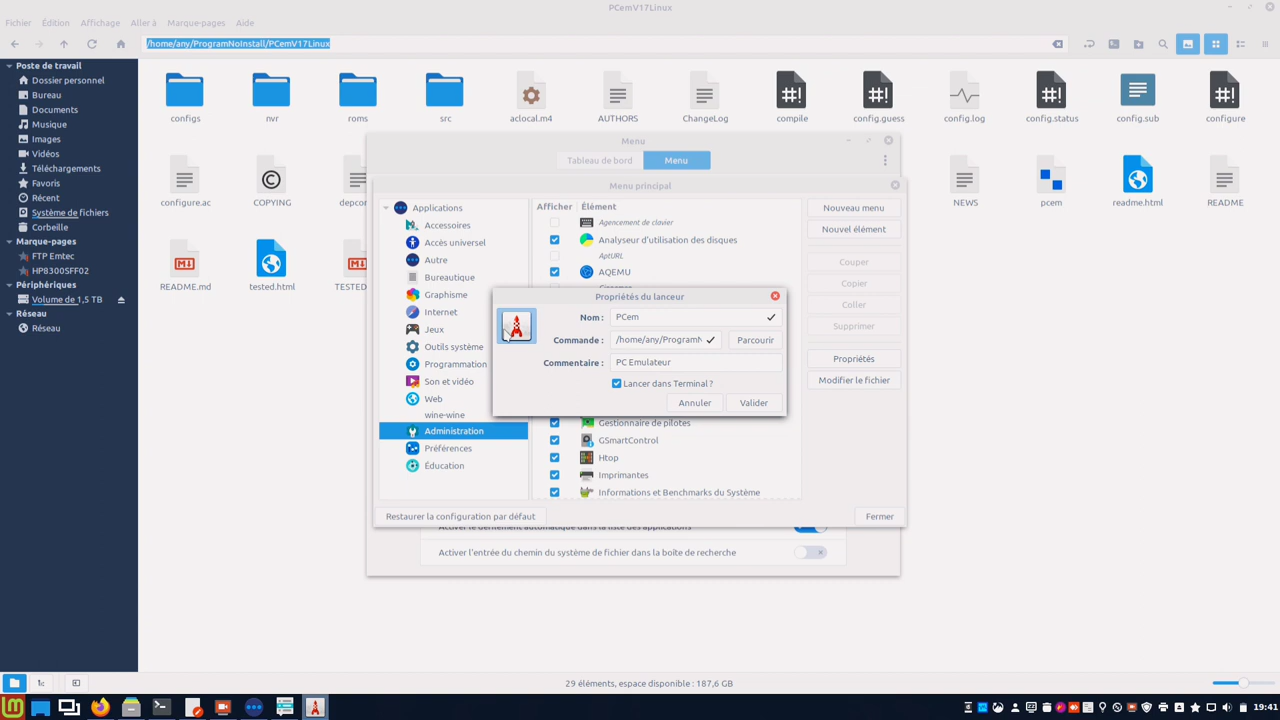 PCemV17Linux
Fichier Édition Affichage Aller à Marque-pages Aide
/home/any/ProgramNoInstall/PCemV17Linux
Poste de travail
Dossier personnel
Bureau
Documents
Musique
Images
Vidéos
Téléchargements
Favoris
Récent
Système de fichiers
Corbeille
Marque-pages
FTP Emtec
HP8300SFF02
Périphériques
Volume de 1,5 TB
Réseau
Réseau
configs nvr roms src aclocal.m4 AUTHORS ChangeLog compile config.guess config.log config.status config.sub configure
configure.ac COPYING depcom NEWS pcem readme.html README
README.md tested.html TESTED
Menu
Tableau de bord Menu
Menu principal
Applications
Accessoires
Accès universel
Autre
Bureautique
Graphisme
Internet
Jeux
Outils système
Programmation
Son et vidéo
Web
wine-wine
Administration
Préférences
Éducation
Afficher Élément
Agencement de clavier
Analyseur d'utilisation des disques
AptURL
AQEMU
Gestionnaire de pilotes
GSmartControl
Htop
Imprimantes
Informations et Benchmarks du Système
Nouveau menu
Nouvel élément
Couper
Copier
Coller
Supprimer
Propriétés
Modifier le fichier
Propriétés du lanceur
Nom : PCem
Commande : /home/any/ProgramN Parcourir
Commentaire : PC Emulateur
Lancer dans Terminal ?
Annuler Valider
Restaurer la configuration par défaut Fermer
Activer l'entrée du chemin du système de fichier dans la boîte de recherche
29 éléments, espace disponible : 187,6 GB
19:41